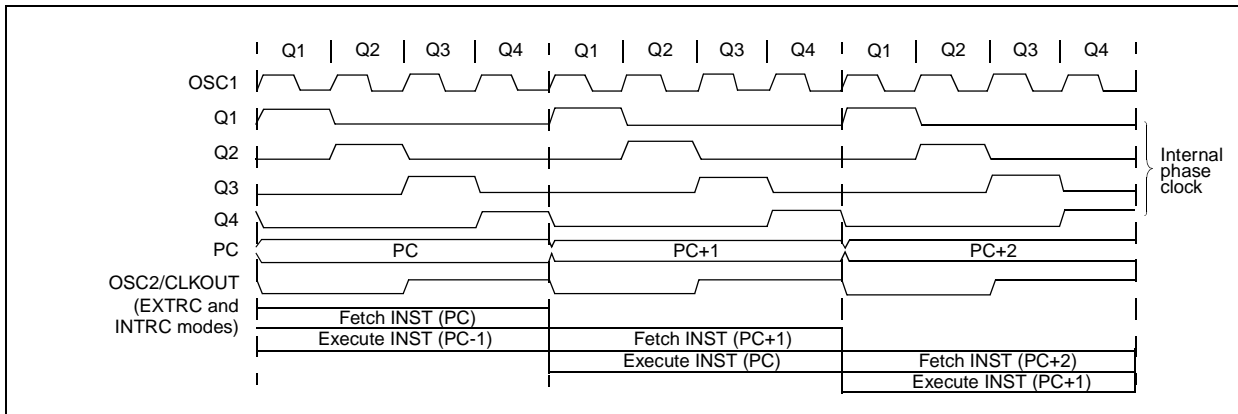 Q1 Q2 Q3 Q4 Q1 Q2 Q3 Q4 Q1 Q2 Q3 Q4
OSC1
Q1
Q2
Q3
Q4
Internal
phase
clock
PC PC PC+1 PC+2
OSC2/CLKOUT
(EXTRC and
INTRC modes)
Fetch INST (PC)
Execute INST (PC-1) Fetch INST (PC+1)
Execute INST (PC) Fetch INST (PC+2)
Execute INST (PC+1)